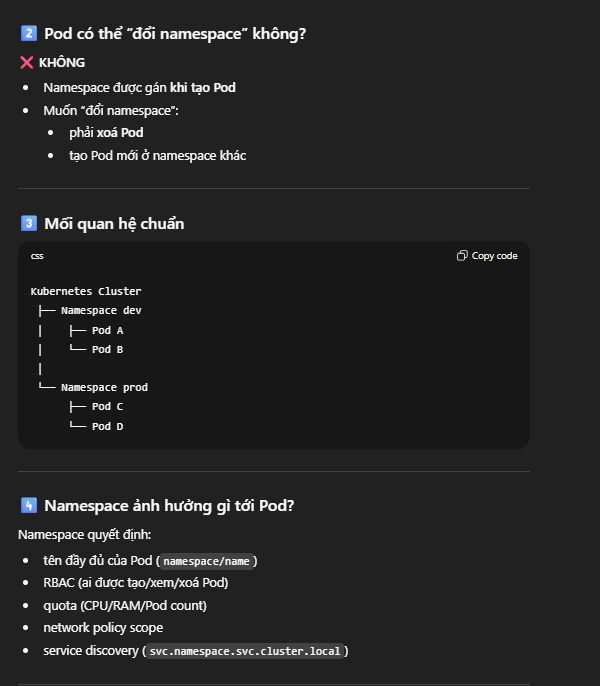 2 Pod có thể “đổi namespace” không?
❌ KHÔNG
• Namespace được gán khi tạo Pod
• Muốn “đổi namespace”:
• phải xoá Pod
• tạo Pod mới ở namespace khác
3 Mối quan hệ chuẩn
css Copy code
Kubernetes Cluster
├── Namespace dev
│   ├── Pod A
│   └── Pod B
│
└── Namespace prod
    ├── Pod C
    └── Pod D
4 Namespace ảnh hưởng gì tới Pod?
Namespace quyết định:
• tên đầy đủ của Pod (namespace/name)
• RBAC (ai được tạo/xem/xoá Pod)
• quota (CPU/RAM/Pod count)
• network policy scope
• service discovery (svc.namespace.svc.cluster.local)